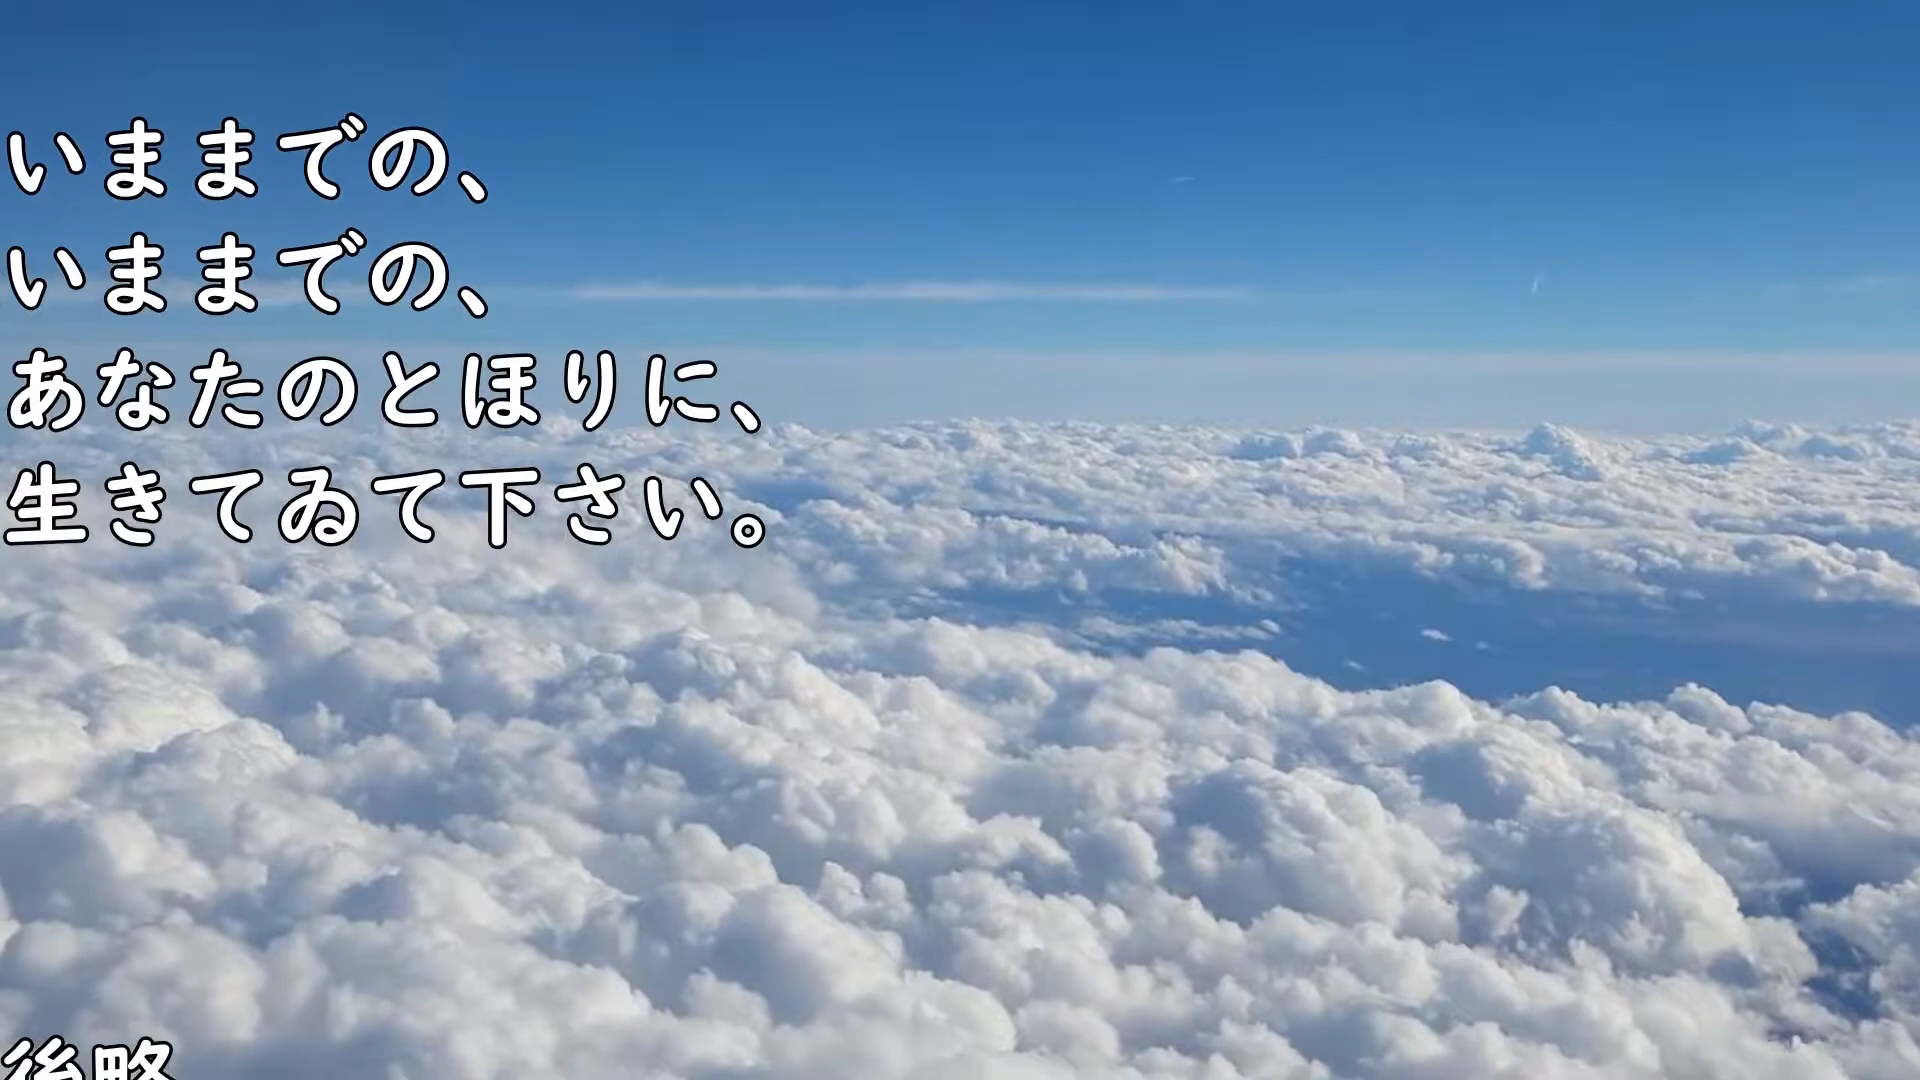 いままでの、
いままでの、
あなたのとほりに、
生きてゐて下さい。
後略